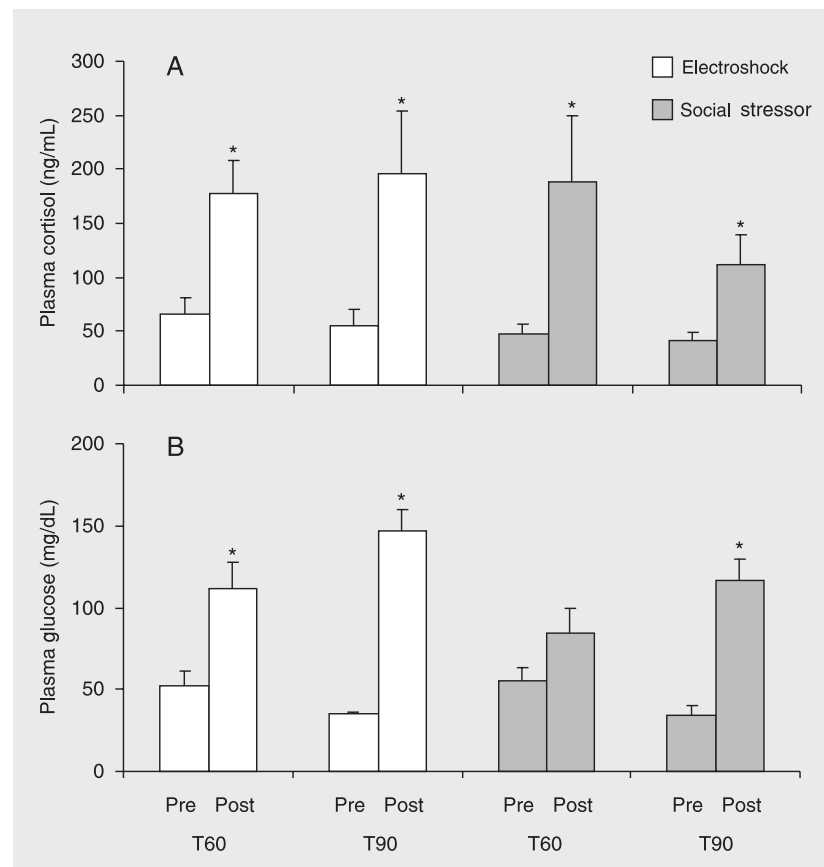 A
Plasma cortisol (ng/mL)
300
250
200
150
100
50
0
* * * *
Electroshock
Social stressor
B
Plasma glucose (mg/dL)
200
150
100
50
0
* * *
Pre Post Pre Post Pre Post Pre Post
T60 T90 T60 T90